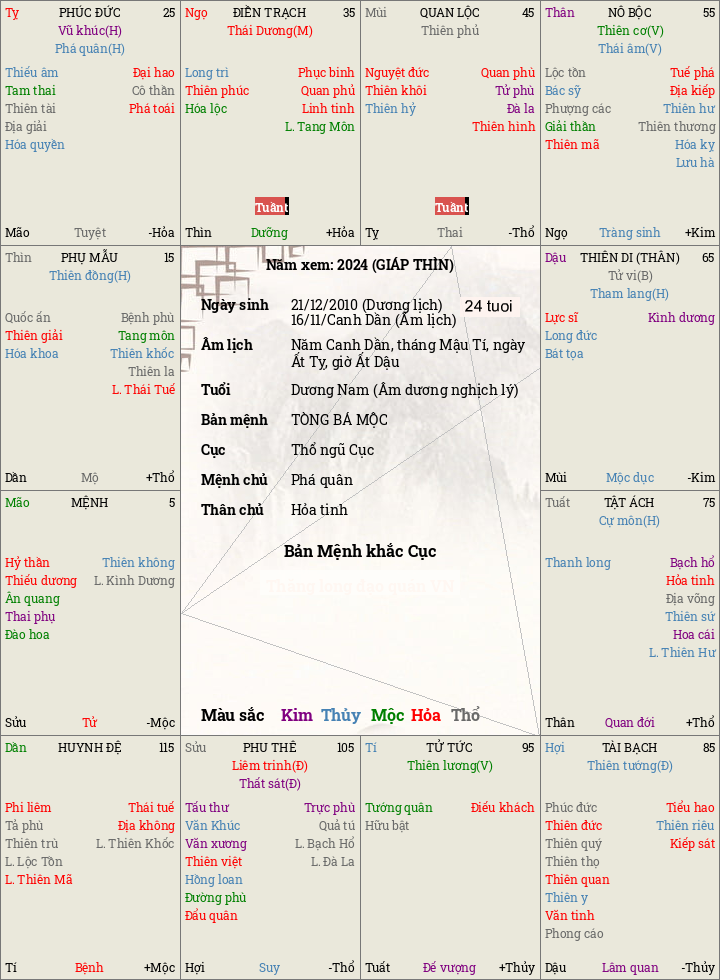 Tỵ PHÚC ĐỨC 25
Vũ khúc(H)
Phá quân(H)
Thiếu âm Đại hao
Tam thai Cô thần
Thiên tài Phá toái
Địa giải
Hóa quyền
Mão Tuyệt -Hỏa
Ngọ ĐIỀN TRẠCH 35
Thái Dương(M)
Long trì Phục binh
Thiên phúc Quan phủ
Hóa lộc Linh tinh
L. Tang Môn
Tuầnt
Thìn Dưỡng +Hỏa
Mùi QUAN LỘC 45
Thiên phủ
Nguyệt đức Quan phủ
Thiên khôi Tử phù
Thiên hỷ Đà la
Thiên hình
Tuầnt
Tỵ Thai -Thổ
Thân NÔ BỘC 55
Thiên cơ(V)
Thái âm(V)
Lộc tồn Tuế phá
Bác sỹ Địa kiếp
Phượng các Thiên hư
Giải thần Thiên thương
Thiên mã Hóa kỵ
Lưu hà
Ngọ Tràng sinh +Kim
Thìn PHỤ MẪU 15
Thiên đồng(H)
Quốc ấn Bệnh phù
Thiên giải Tang môn
Hóa khoa Thiên khốc
Thiên la
L. Thái Tuế
Dần Mộ +Thổ
Năm xem: 2024 (GIÁP THÌN)
Ngày sinh 21/12/2010 (Dương lịch) 24 tuoi
16/11/Canh Dần (Âm lịch)
Âm lịch Năm Canh Dần, tháng Mậu Tí, ngày
Ất Tỵ, giờ Ất Dậu
Tuổi Dương Nam (Âm dương nghịch lý)
Bản mệnh TÒNG BÁ MỘC
Cục Thổ ngũ Cục
Mệnh chủ Phá quân
Thân chủ Hỏa tinh
Bản Mệnh khắc Cục
Màu sắc Kim Thủy Mộc Hỏa Thổ
Dậu THIÊN DI (THÂN) 65
Tử vi(B)
Tham lang(H)
Lực sĩ Kình dương
Long đức
Bát tọa
Mùi Mộc dục -Kim
Mão MỆNH 5
Hỷ thần Thiên không
Thiếu dương L. Kình Dương
Ân quang
Thai phụ
Đào hoa
Sửu Tử -Mộc
Tuất TẬT ÁCH 75
Cự môn(H)
Thanh long Bạch hổ
Hỏa tinh
Địa võng
Thiên sứ
Hoa cái
L. Thiên Hư
Thân Quan đới +Thổ
Dần HUYNH ĐỆ 115
Phi liêm Thái tuế
Tả phù Địa không
Thiên trù L. Thiên Khốc
L. Lộc Tồn
L. Thiên Mã
Tí Bệnh +Mộc
Sửu PHU THÊ 105
Liêm trinh(Đ)
Thất sát(Đ)
Tấu thư Trực phù
Văn Khúc Quả tú
Văn xương L. Bạch Hổ
Thiên việt L. Đà La
Hồng loan
Đường phù
Đẩu quân
Hợi Suy -Thổ
Tí TỬ TỨC 95
Thiên lương(V)
Tướng quân Điếu khách
Hữu bật
Tuất Đế vượng +Thủy
Hợi TÀI BẠCH 85
Thiên tướng(Đ)
Phúc đức Tiểu hao
Thiên đức Thiên riêu
Thiên quý Kiếp sát
Thiên thọ
Thiên quan
Thiên y
Văn tinh
Phong cáo
Dậu Lâm quan -Thủy